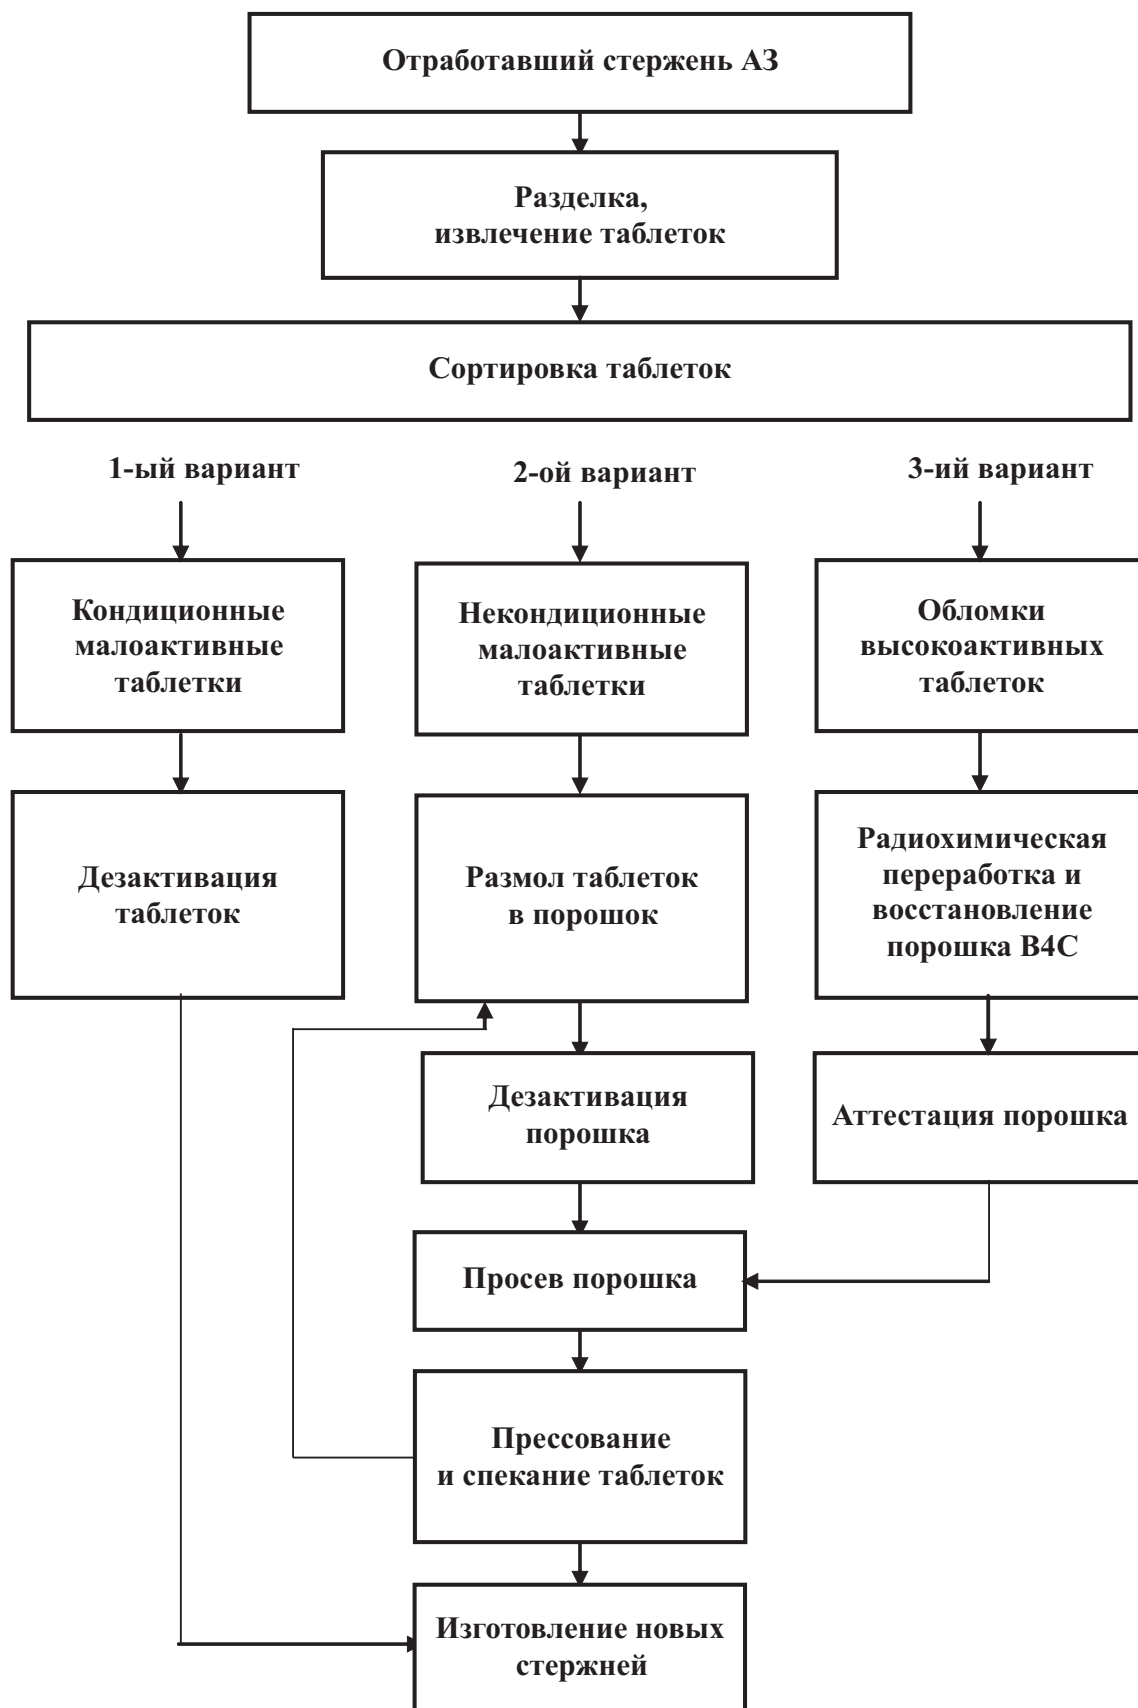 Отработавший стержень АЗ
Разделка,
извлечение таблеток
Сортировка таблеток
1-ый вариант
2-ой вариант
3-ий вариант
Кондиционные
малоактивные
таблетки
Некондиционные
малоактивные
таблетки
Обломки
высокоактивных
таблеток
Дезактивация
таблеток
Размол таблеток
в порошок
Радиохимическая
переработка и
восстановление
порошка В4С
Дезактивация
порошка
Аттестация порошка
Просев порошка
Прессование
и спекание таблеток
Изготовление новых
стержней